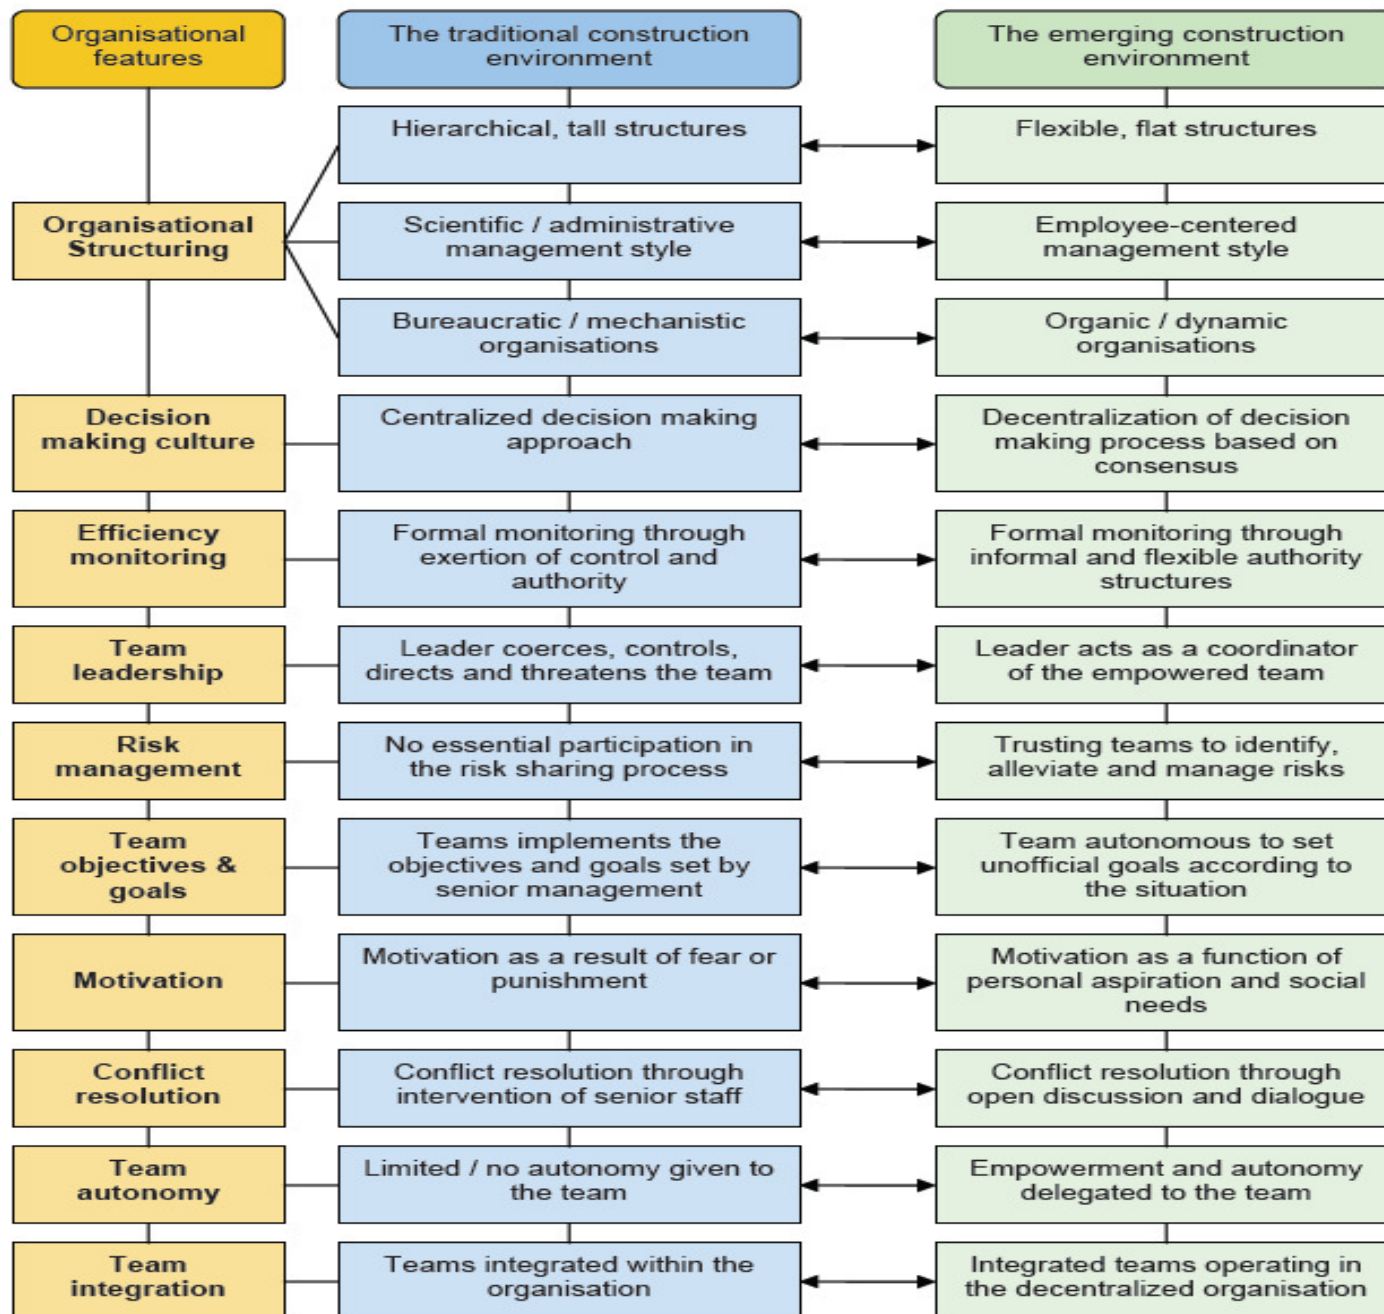 Organisational
features
The traditional construction
environment
The emerging construction
environment
Hierarchical, tall structures
Flexible, flat structures
Organisational
Structuring
Scientific / administrative
management style
Employee-centered
management style
Bureaucratic / mechanistic
organisations
Organic / dynamic
organisations
Decision
making culture
Centralized decision making
approach
Decentralization of decision
making process based on
consensus
Efficiency
monitoring
Formal monitoring through
exertion of control and
authority
Formal monitoring through
informal and flexible authority
structures
Team
leadership
Leader coerces, controls,
directs and threatens the team
Leader acts as a coordinator
of the empowered team
Risk
management
No essential participation in
the risk sharing process
Trusting teams to identify,
alleviate and manage risks
Team
objectives &
goals
Teams implements the
objectives and goals set by
senior management
Team autonomous to set
unofficial goals according to
the situation
Motivation
Motivation as a result of fear or
punishment
Motivation as a function of
personal aspiration and social
needs
Conflict
resolution
Conflict resolution through
intervention of senior staff
Conflict resolution through
open discussion and dialogue
Team
autonomy
Limited / no autonomy given to
the team
Empowerment and autonomy
delegated to the team
Team
integration
Teams integrated within the
organisation
Integrated teams operating in
the decentralized organisation